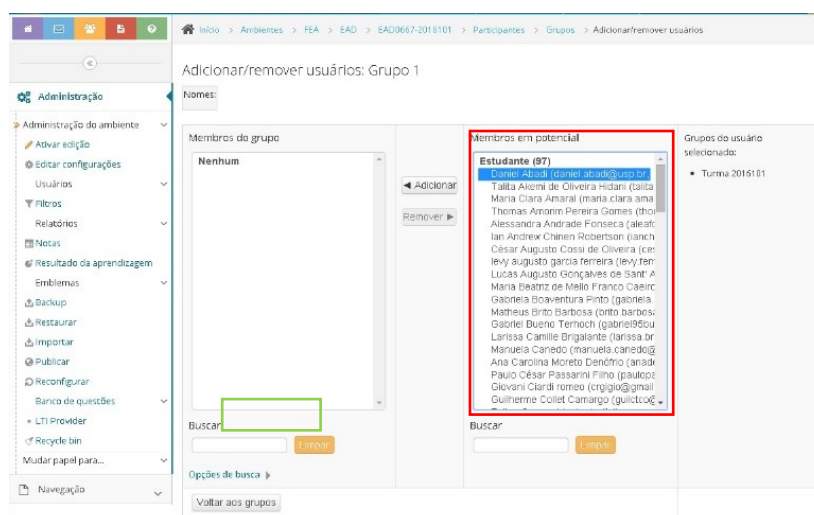 Início > Ambientes > FEA > EAD > EAD0667-2016101 > Participantes > Grupos > Adicionar/remover usuários
Adicionar/remover usuários: Grupo 1
Nomes:
Administração
Administração do ambiente
Ativar edição
Editar configurações
Usuários
Filtros
Relatórios
Notas
Resultado da aprendizagem
Emblemas
Backup
Restaurar
Importar
Publicar
Reconfigurar
Banco de questões
LTI Provider
Recycle bin
Mudar papel para...
Navegação
Membros do grupo
Nenhum
Buscar
Limpar
Opções de busca
Voltar aos grupos
◄ Adicionar
Remover ►
Membros em potencial
Estudante (97)
Daniel Abadi (daniel.abadi@usp.br,
Talita Akemi de Oliveira Hidani (talita
Maria Clara Amaral (maria.clara.ama
Thomas Amorim Pereira Gomes (thor
Alessandra Andrade Fonseca (aleafc
Ian Andrew Chinen Robertson (ianch
César Augusto Cossi de Oliveira (ces
levy augusto garcia ferreira (levy.ferr
Lucas Augusto Gonçalves de Sant' A
Maria Beatriz de Mello Franco Caeirc
Gabriela Boaventura Pinto (gabriela.
Matheus Brito Barbosa (brito.barbosa
Gabriel Bueno Ternoch (gabriel95bu
Larissa Camille Brigalante (larissa.br
Manuela Canedo (manuela.canedo@
Ana Carolina Moreto Denófrio (anade
Paulo César Passarini Filho (paulopa
Giovani Ciardi romeo (crgigio@gmail
Guilherme Collet Camargo (guilctco@
Buscar
Limpar
Grupos do usuário
selecionado:
• Turma 2016101